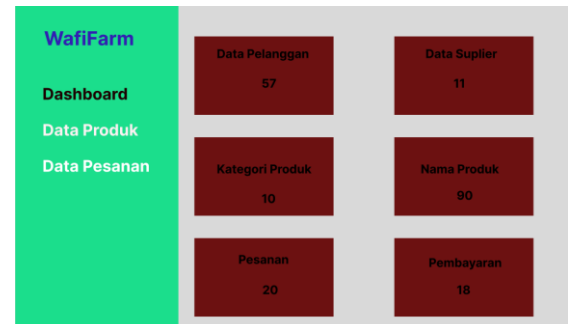 WafiFarm
Dashboard
Data Produk
Data Pesanan
Data Pelanggan
57
Data Suplier
11
Kategori Produk
10
Nama Produk
90
Pesanan
20
Pembayaran
18